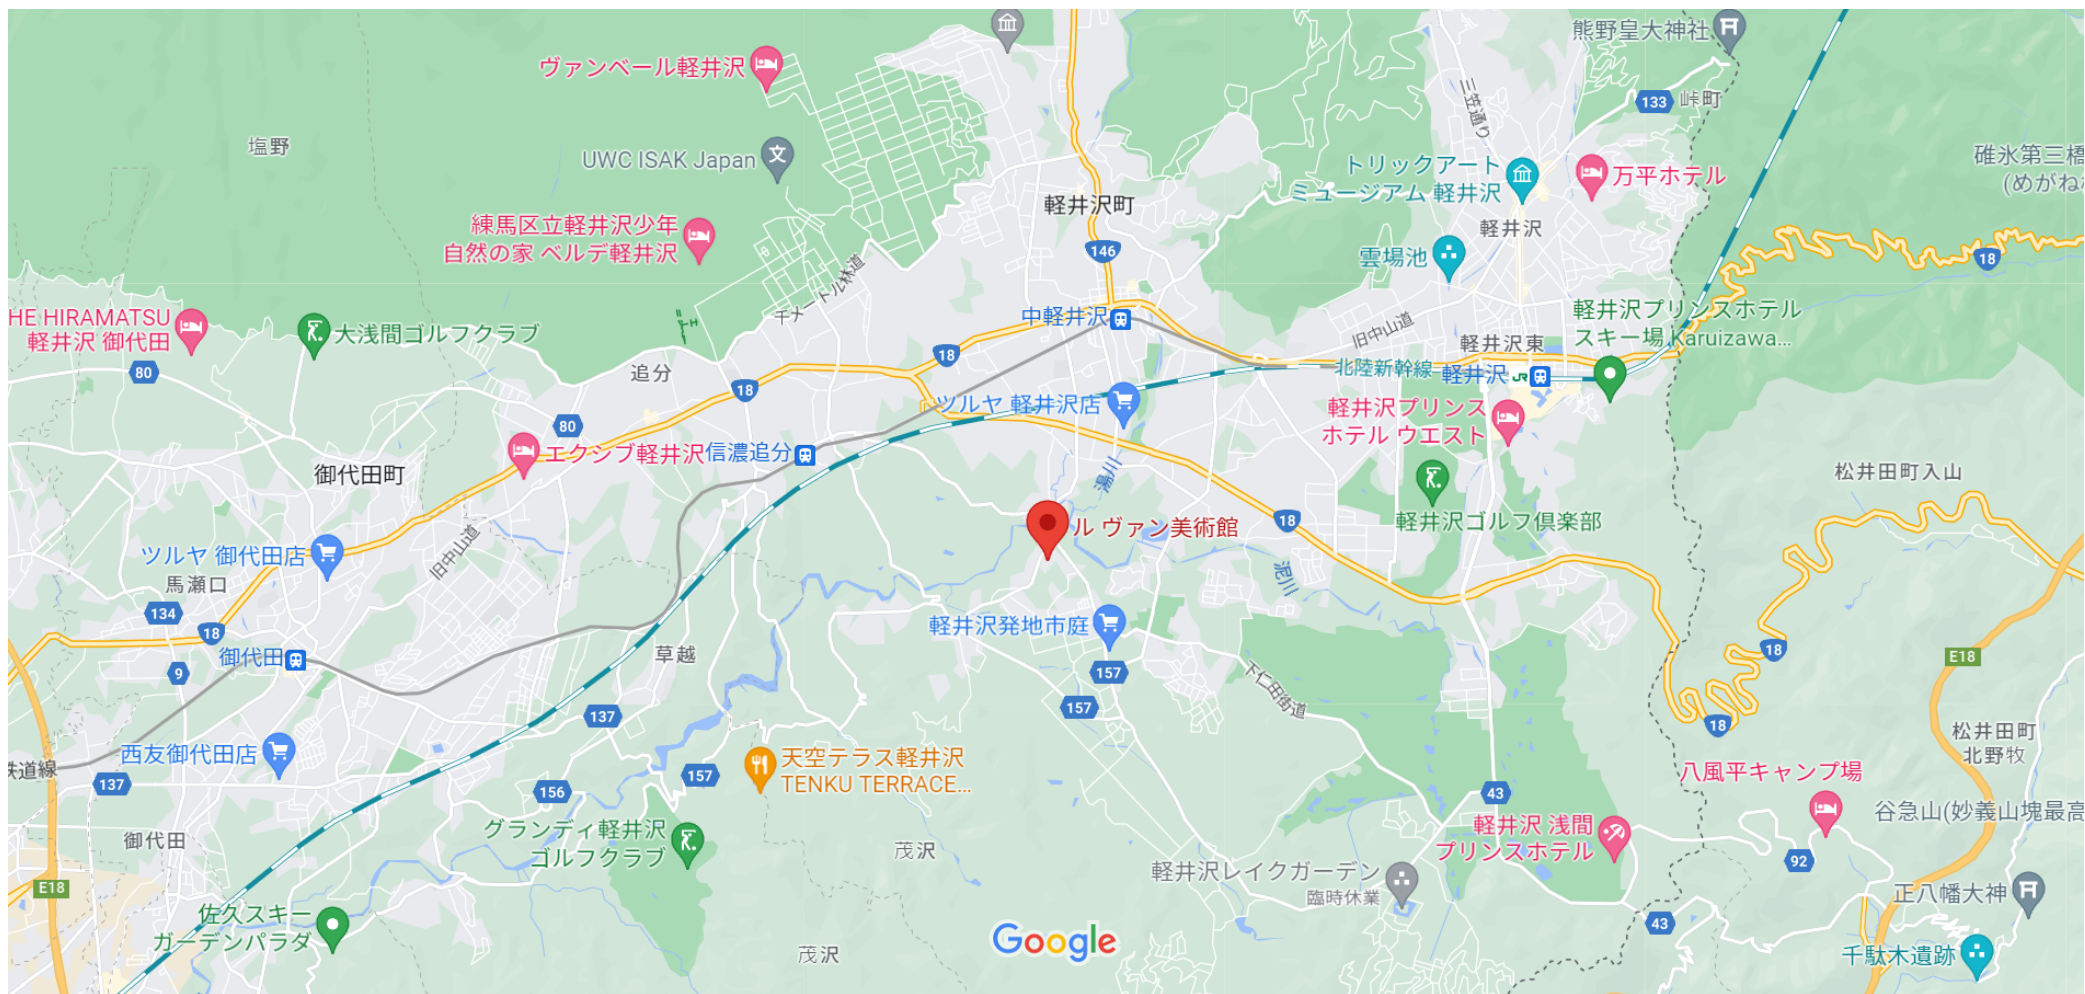 熊野皇大神社
ヴァンベール軽井沢
133
峠町
三笠通り
塩野
UWC ISAK Japan
トリックアート
ミュージアム 軽井沢
万平ホテル
碓氷第三橋
(めがね
軽井沢町
練馬区立軽井沢少年
自然の家 ベルデ軽井沢
146
軽井沢
雲場池
18
千メートル林道
HE HIRAMATSU
軽井沢 御代田
大浅間ゴルフクラブ
中軽井沢
旧中山道
軽井沢プリンスホテル
スキー場 Karuizawa...
80
追分
18
18
軽井沢東
北陸新幹線
軽井沢
JR
ツルヤ 軽井沢店
軽井沢プリンス
ホテル ウエスト
80
エクシブ軽井沢
信濃追分
御代田町
湯川
松井田町入山
18
軽井沢ゴルフ倶楽部
ル ヴァン美術館
ツルヤ 御代田店
旧中山道
馬瀬口
泥川
134
18
軽井沢発地市庭
御代田
草越
9
157
18
E18
下仁田街道
157
137
18
西友御代田店
鉄道線
137
157
天空テラス軽井沢
TENKU TERRACE...
松井田町
北野牧
156
43
八風平キャンプ場
谷急山(妙義山塊最高
グランディ軽井沢
ゴルフクラブ
軽井沢 浅間
プリンスホテル
御代田
茂沢
92
軽井沢レイクガーデン
臨時休業
E18
正八幡大神
佐久スキー
ガーデンパラダ
43
Google
茂沢
千駄木遺跡